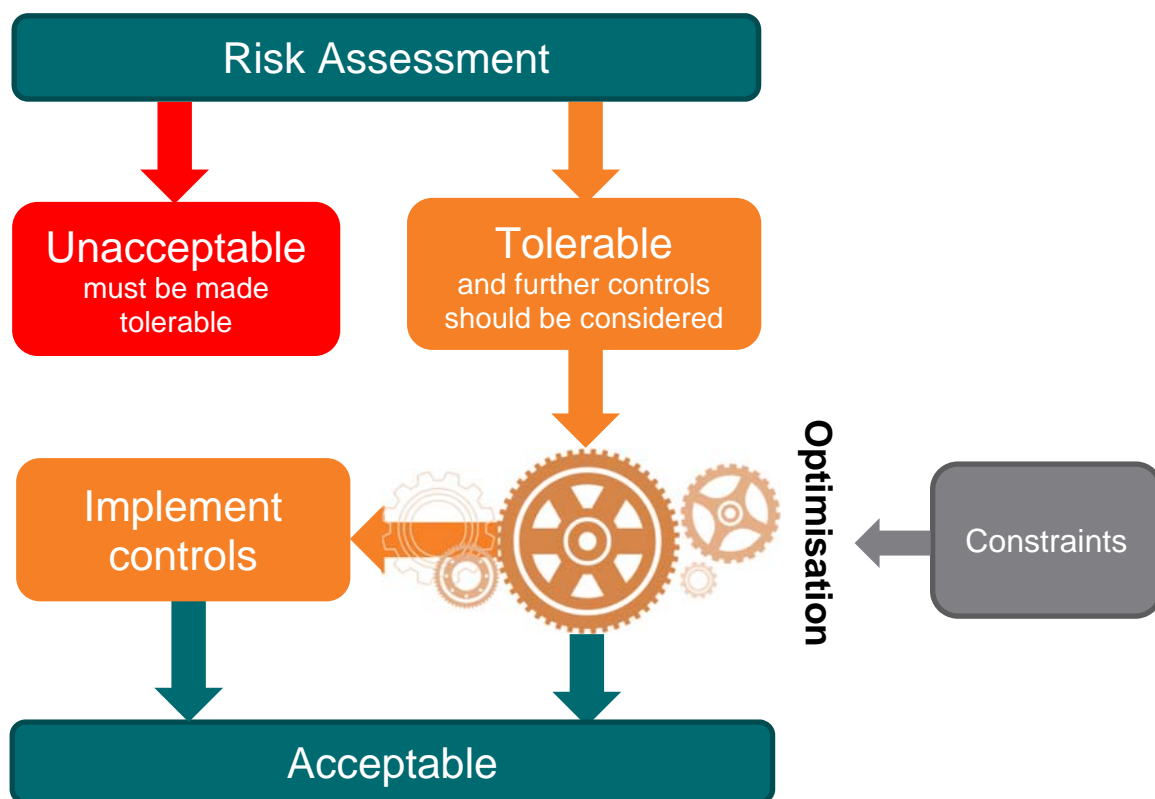 Risk Assessment
Unacceptable
must be made
tolerable
Tolerable
and further controls
should be considered
Implement
controls
Optimisation
Constraints
Acceptable